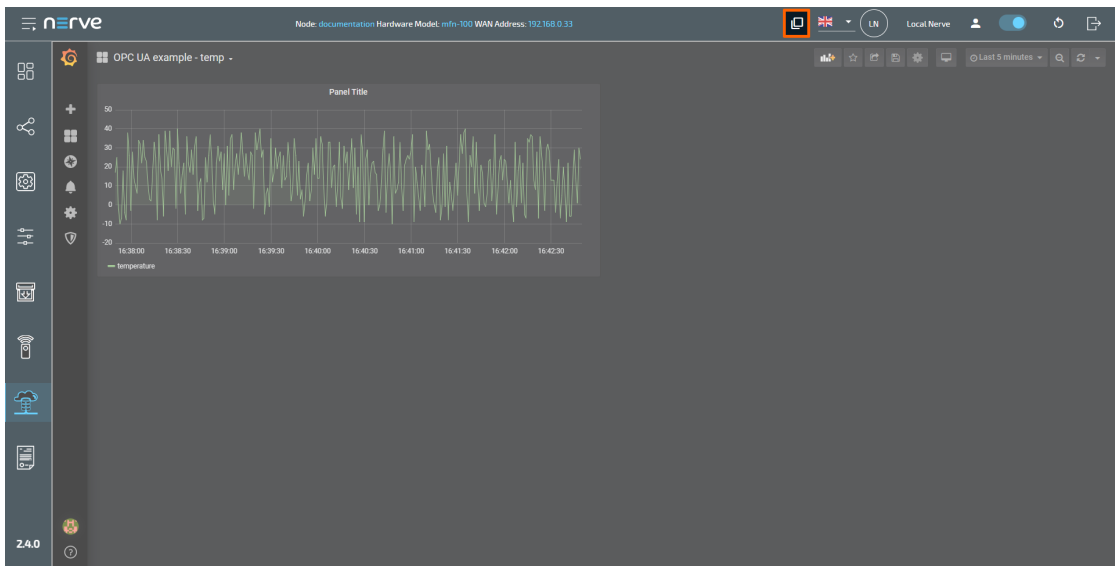 nerve
Node: documentation Hardware Model: mfn-100 WAN Address: 192.168.0.33
LN
Local Nerve
OPC UA example - temp
Last 5 minutes
Panel Title
50
40
30
20
10
0
-10
-20
16:38:00 16:38:30 16:39:00 16:39:30 16:40:00 16:40:30 16:41:00 16:41:30 16:42:00 16:42:30
temperature
2.4.0